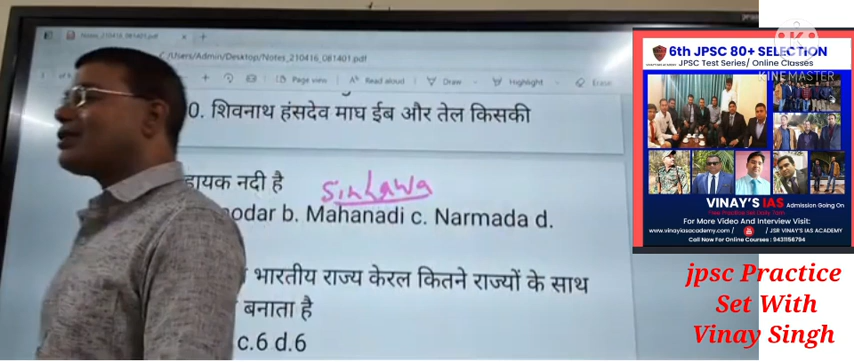 Notes_210416_081401.pdf
/Users/Admin/Desktop/Notes_210416_081401.pdf
Page view
Read aloud
Draw
Highlight
Erase
0. शिवनाथ हंसदेव माघ ईब और तेल किसकी
हायक नदी है
Sihawa
odar b. Mahanadi c. Narmada d.
भारतीय राज्य केरल कितने राज्यों के साथ
बनाता है
c.6 d.6
6th JPSC 80+ SELECTION
JPSC Test Series/ Online Classes
KINEMASTER
VINAY'S IAS Admission Going On
For More Video And Interview Visit:
www.vinayiasacademy.com / JSR VINAY'S IAS ACADEMY
Call Now For Online Courses : 9431156794
jpsc Practice
Set With
Vinay Singh